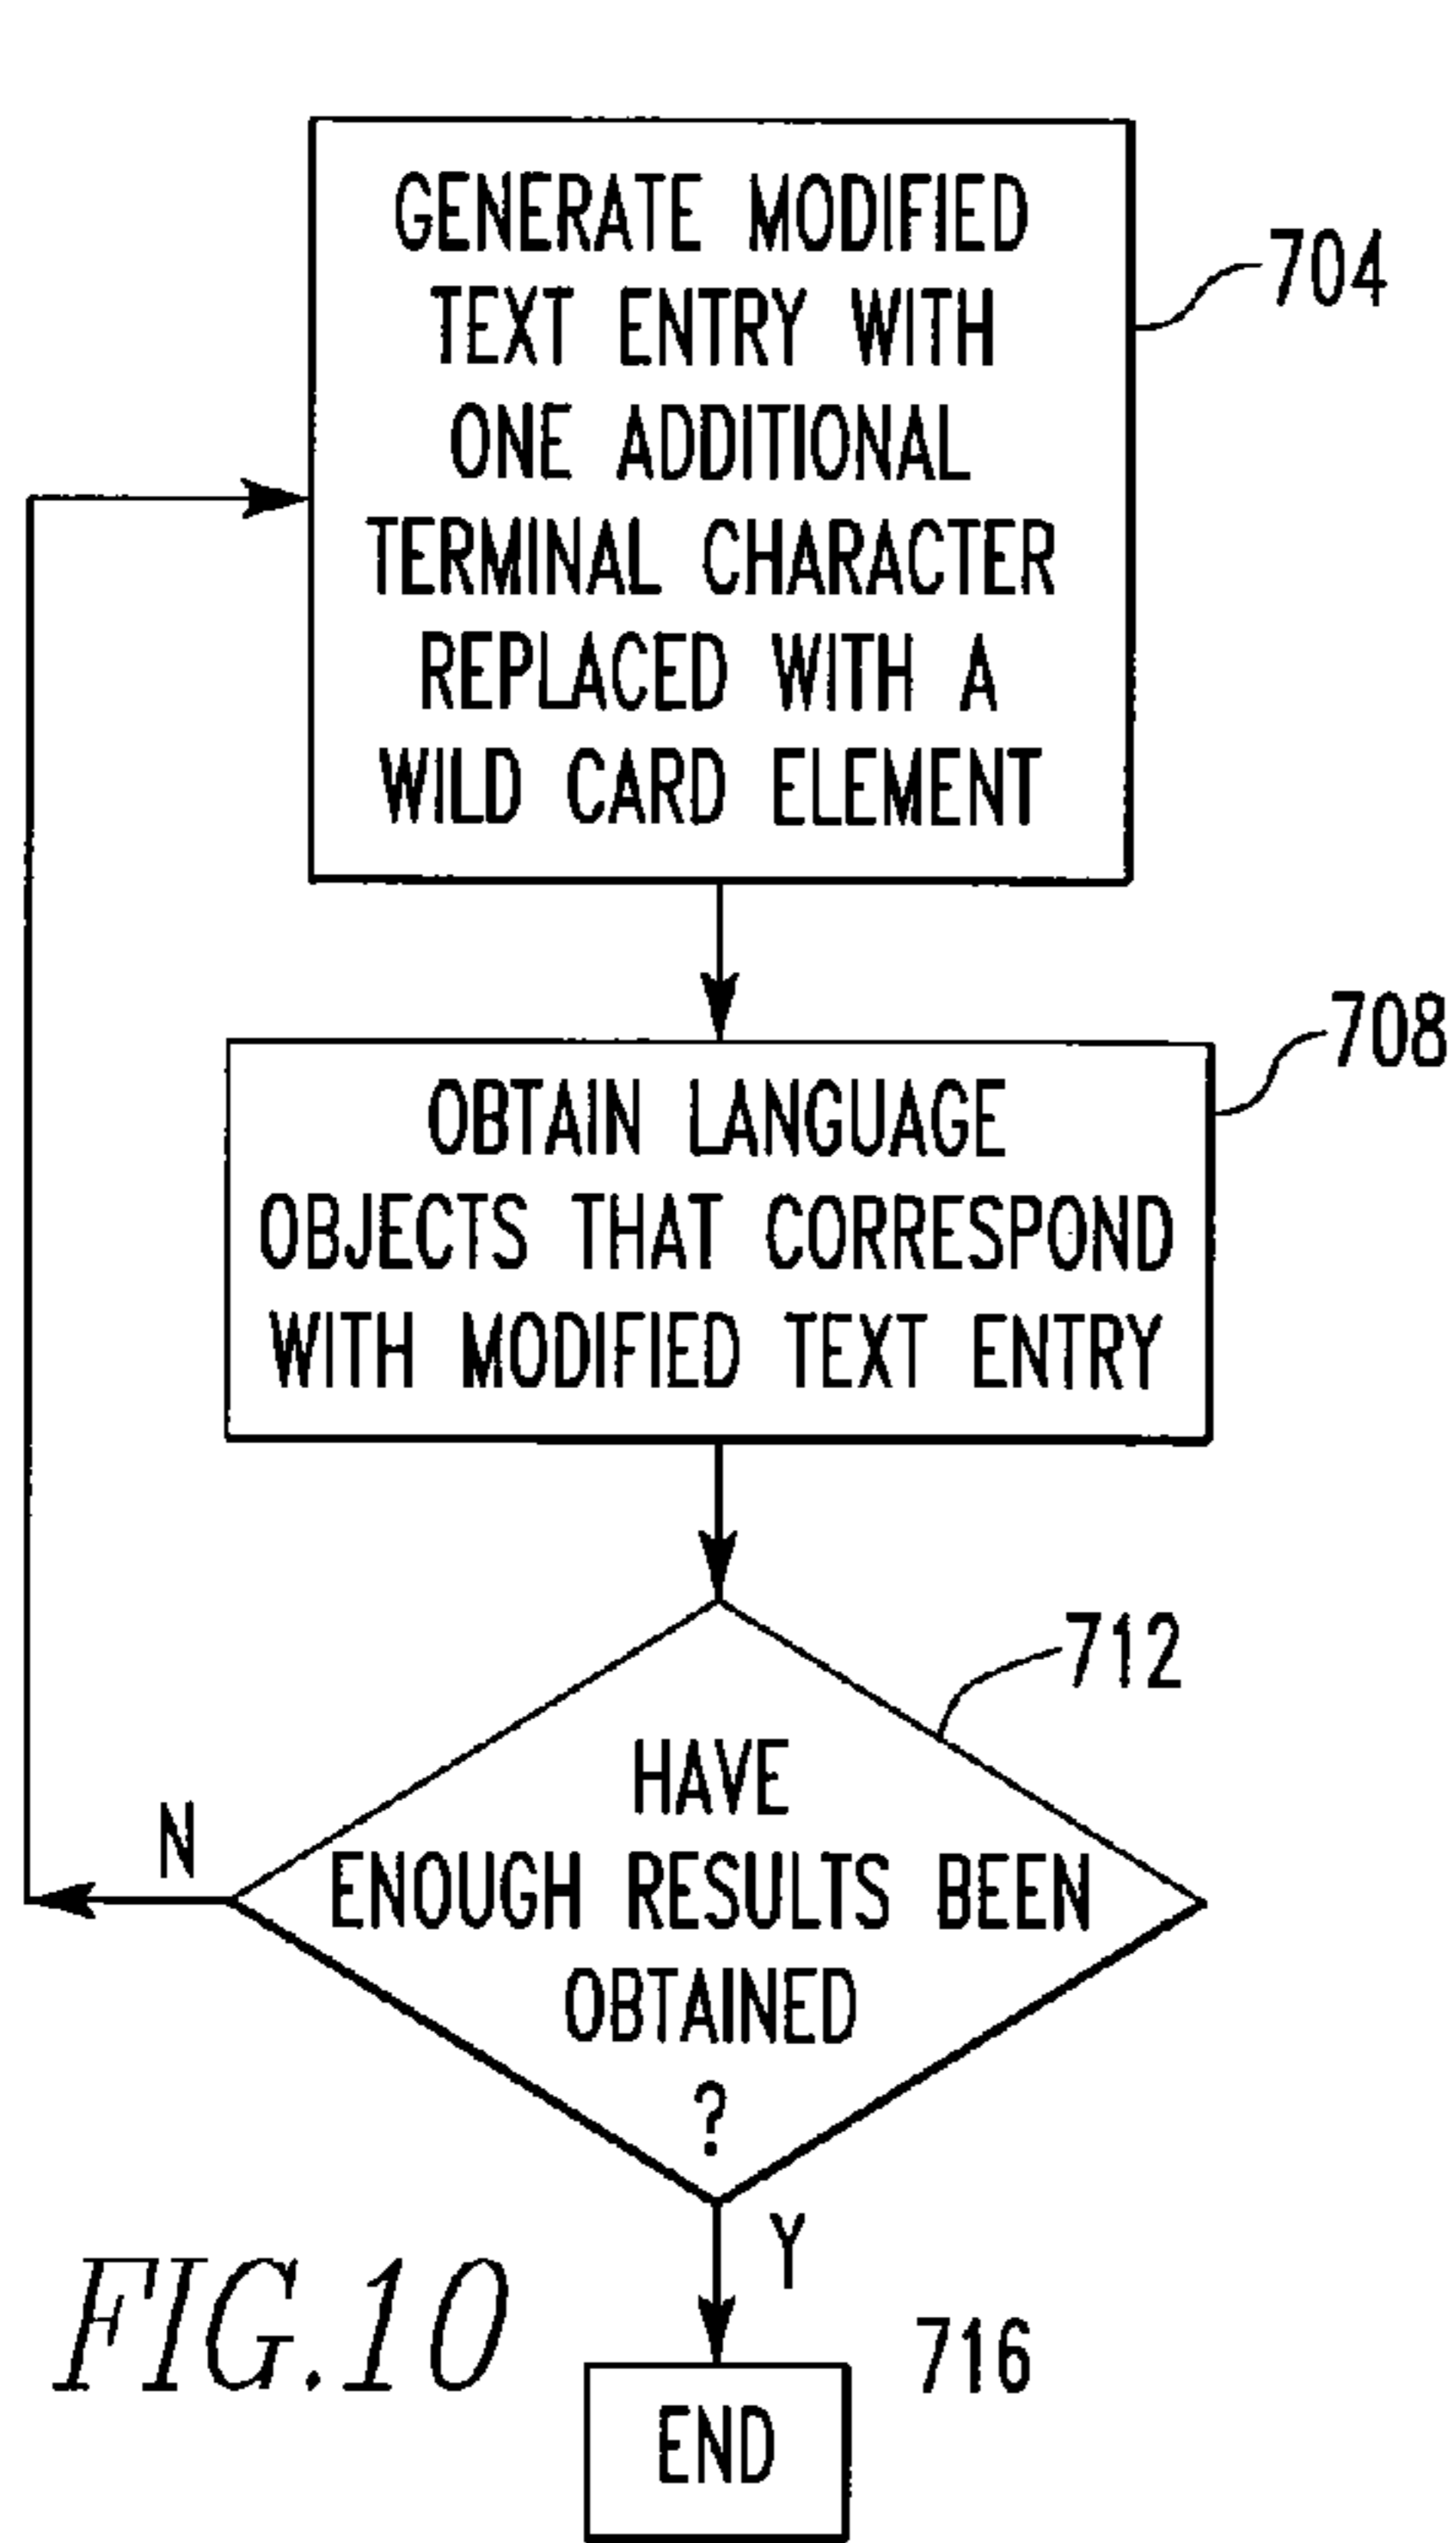 GENERATE MODIFIED
TEXT ENTRY WITH
ONE ADDITIONAL
TERMINAL CHARACTER
REPLACED WITH A
WILD CARD ELEMENT
704
OBTAIN LANGUAGE
OBJECTS THAT CORRESPOND
WITH MODIFIED TEXT ENTRY
708
HAVE
ENOUGH RESULTS BEEN
OBTAINED
?
712
N
Y
END
716
FIG.10